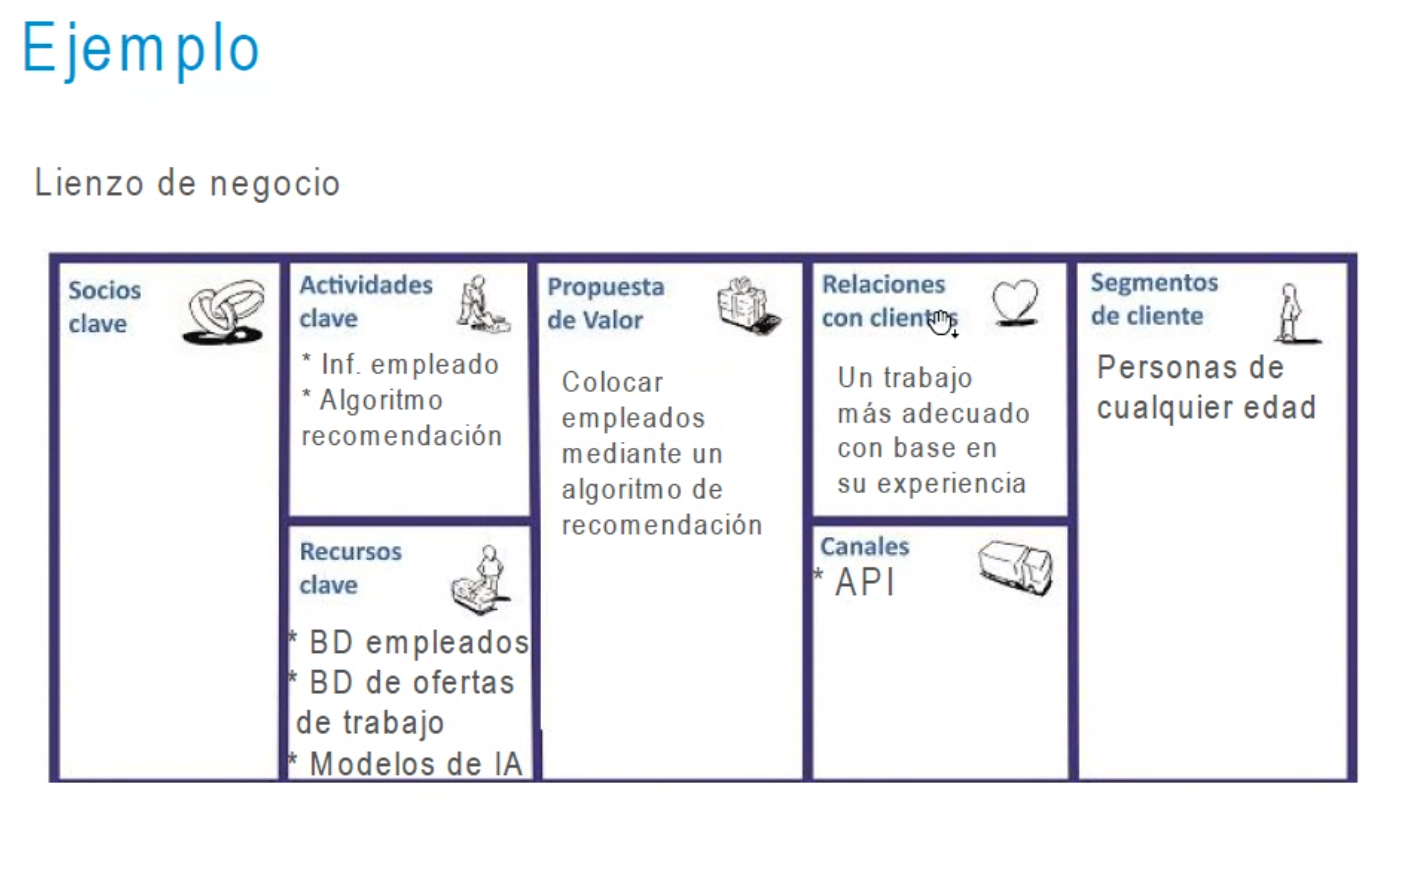 Ejemplo
Lienzo de negocio
Socios
clave
Actividades
clave
* Inf. empleado
* Algoritmo
recomendación
Recursos
clave
* BD empleados
* BD de ofertas
de trabajo
* Modelos de IA
Propuesta
de Valor
Colocar
empleados
mediante un
algoritmo de
recomendación
Relaciones
con clientes
Un trabajo
más adecuado
con base en
su experiencia
Canales
* API
Segmentos
de cliente
Personas de
cualquier edad